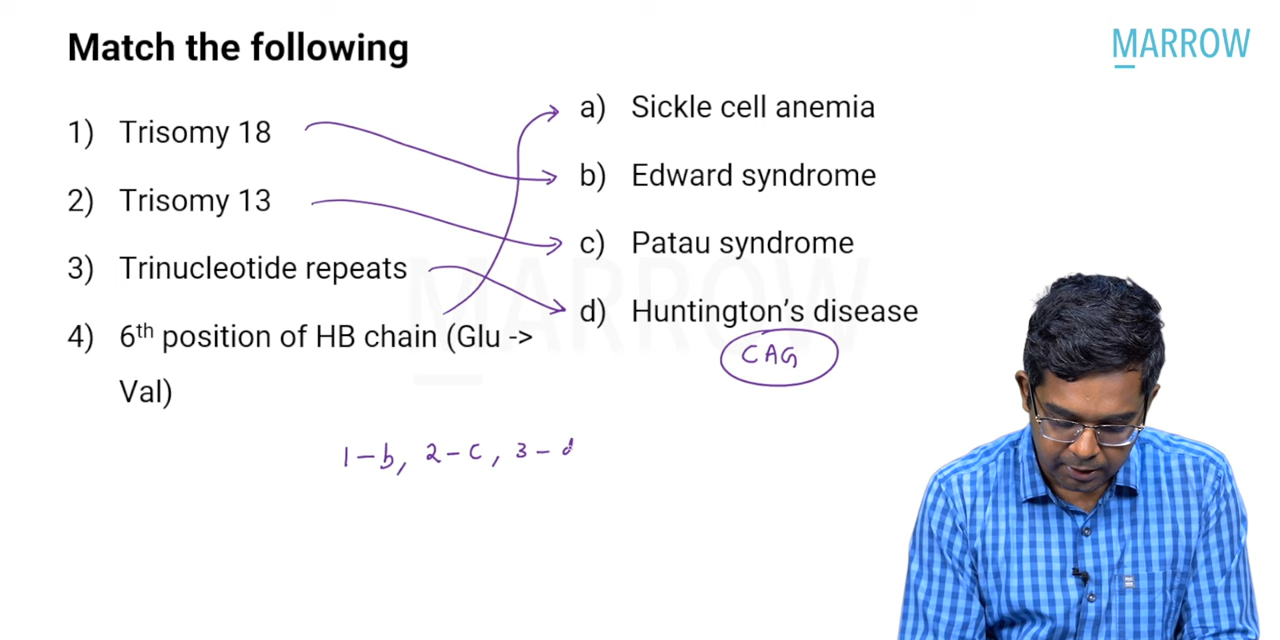 Match the following
MARROW
1) Trisomy 18
2) Trisomy 13
3) Trinucleotide repeats
4) 6th position of HB chain (Glu ->
Val)
a) Sickle cell anemia
b) Edward syndrome
c) Patau syndrome
d) Huntington's disease
CAG
1-b, 2-c, 3-d
MARROW